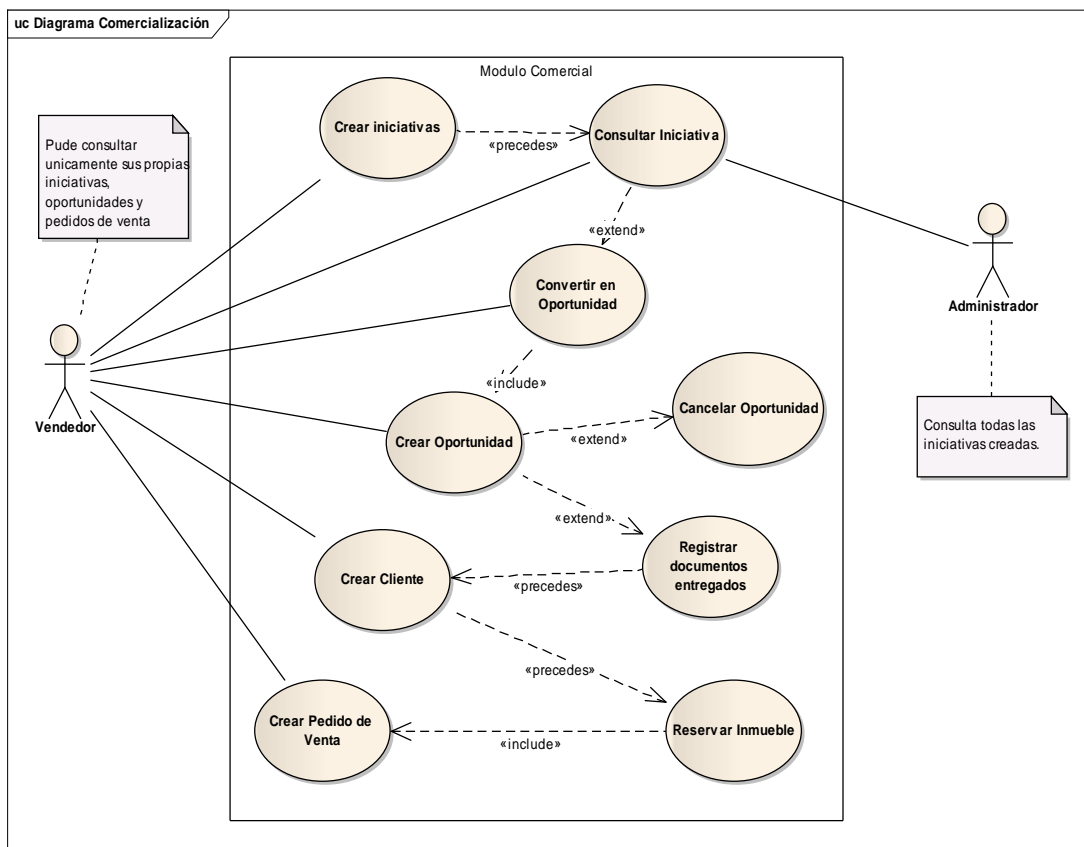 uc Diagrama Comercialización
Modulo Comercial
Pude consultar
unicamente sus propias
iniciativas,
oportunidades y
pedidos de venta
Crear iniciativas
«precedes»
Consultar Iniciativa
«extend»
Convertir en
Oportunidad
Administrador
«include»
Vendedor
Crear Oportunidad
«extend»
Cancelar Oportunidad
Consulta todas las
iniciativas creadas.
«extend»
Registrar
documentos
entregados
Crear Cliente
«precedes»
«precedes»
Crear Pedido de
Venta
«include»
Reservar Inmueble